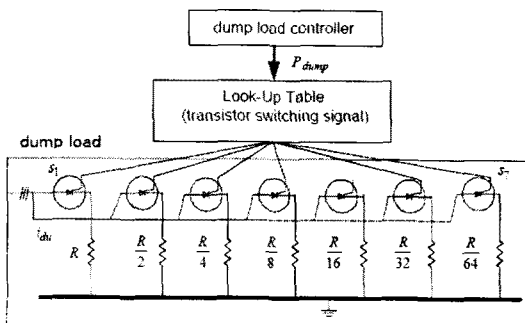 dump load controller
P_dump
Look-Up Table
(transistor switching signal)
dump load
s_1
s_7
i_du
R
R/2
R/4
R/8
R/16
R/32
R/64